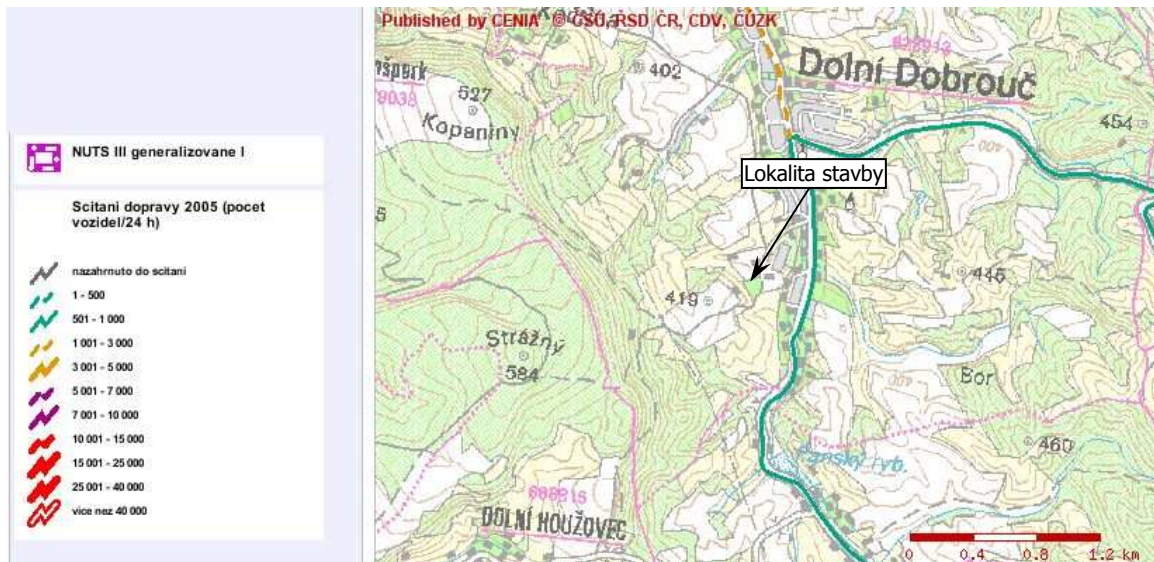 NUTS III generalizovane I
Scitani dopravy 2005 (pocet
vozidel/24 h)
nazahrnuto do scitani
1 - 500
501 - 1 000
1 001 - 3 000
3 001 - 5 000
5 001 - 7 000
7 001 - 10 000
10 001 - 15 000
15 001 - 25 000
25 001 - 40 000
vice nez 40 000
Published by CENIA © ČSÚ, RSD ČR, CDV, ČÚZK
402
Dolní Dobrouč
527
Kopaniny
454
400
Lokalita stavby
419
446
Strážný
584
400
Bor
460
DOLNÍ HOUŽOVEC
0 0.4 0.8 1.2 km